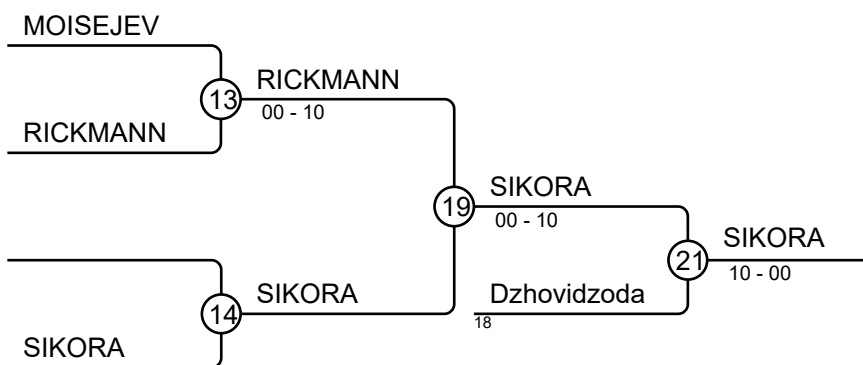 MOISEJEV
13
RICKMANN
00 - 10
RICKMANN
19
SIKORA
00 - 10
21
SIKORA
10 - 00
14
SIKORA
Dzhovidzoda
18
SIKORA